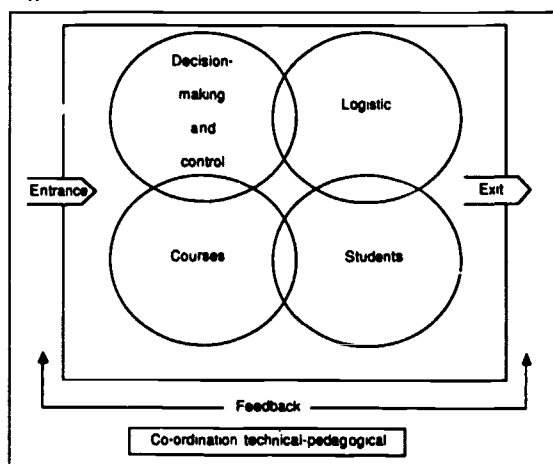 Decision-
making
and
control
Logistic
Entrance
Exit
Courses
Students
Feedback
Co-ordination technical-pedagogical